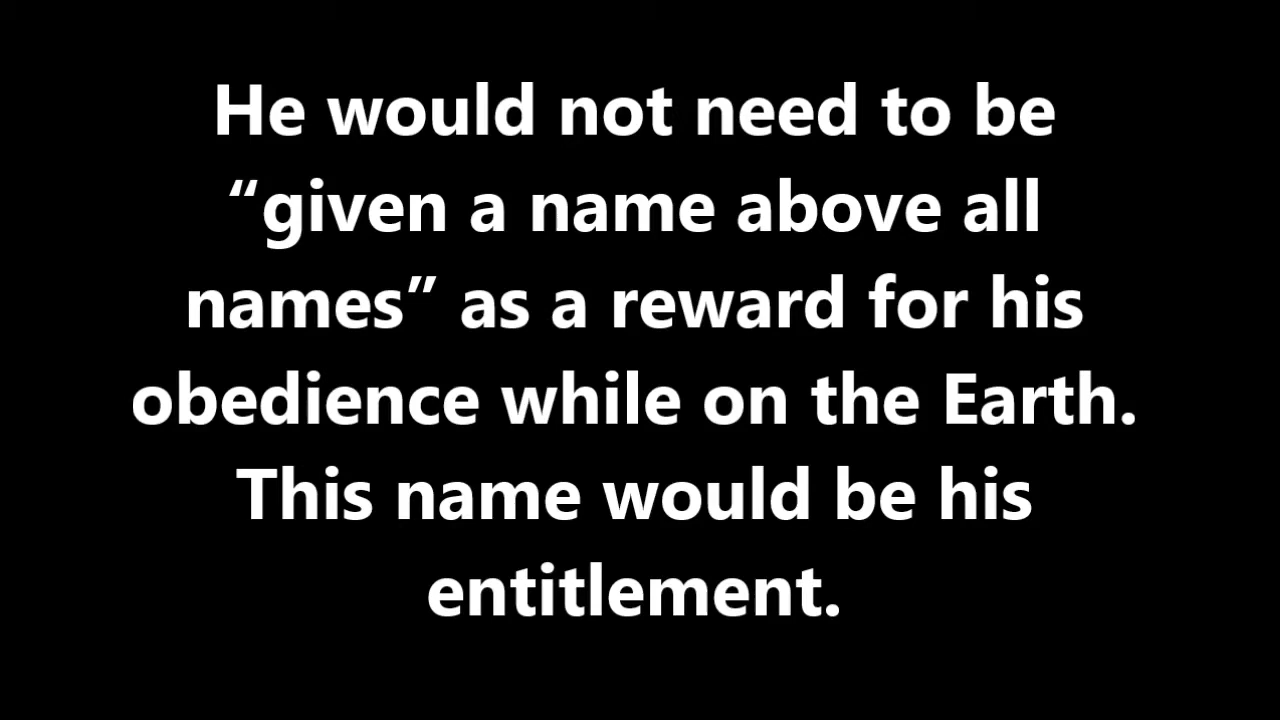 He would not need to be
“given a name above all
names” as a reward for his
obedience while on the Earth.
This name would be his
entitlement.